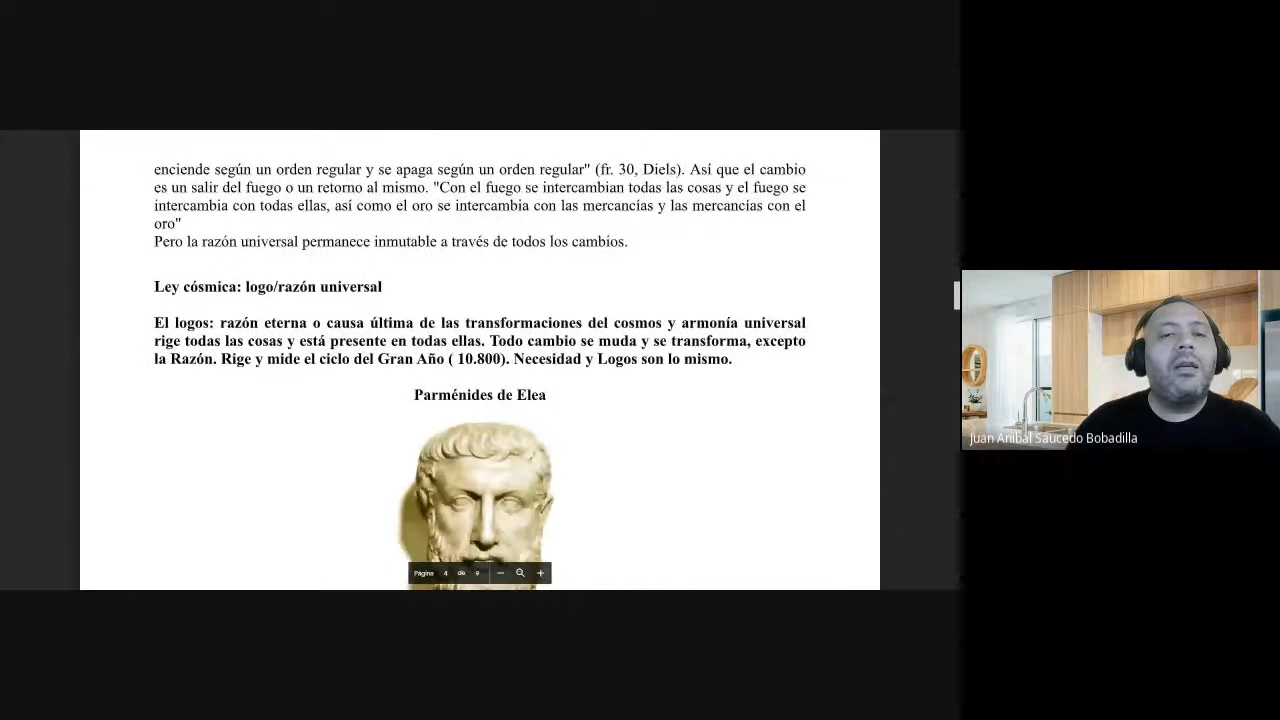 enciende según un orden regular y se apaga según un orden regular" (fr. 30, Diels). Así que el cambio
es un salir del fuego o un retorno al mismo. "Con el fuego se intercambian todas las cosas y el fuego se
intercambia con todas ellas, así como el oro se intercambia con las mercancías y las mercancías con el
oro"
Pero la razón universal permanece inmutable a través de todos los cambios.
Ley cósmica: logo/razón universal
El logos: razón eterna o causa última de las transformaciones del cosmos y armonía universal
rige todas las cosas y está presente en todas ellas. Todo cambio se muda y se transforma, excepto
la Razón. Rige y mide el ciclo del Gran Año ( 10.800). Necesidad y Logos son lo mismo.
Parménides de Elea
Página 4 de 9
Juan Anibal Saucedo Bobadilla